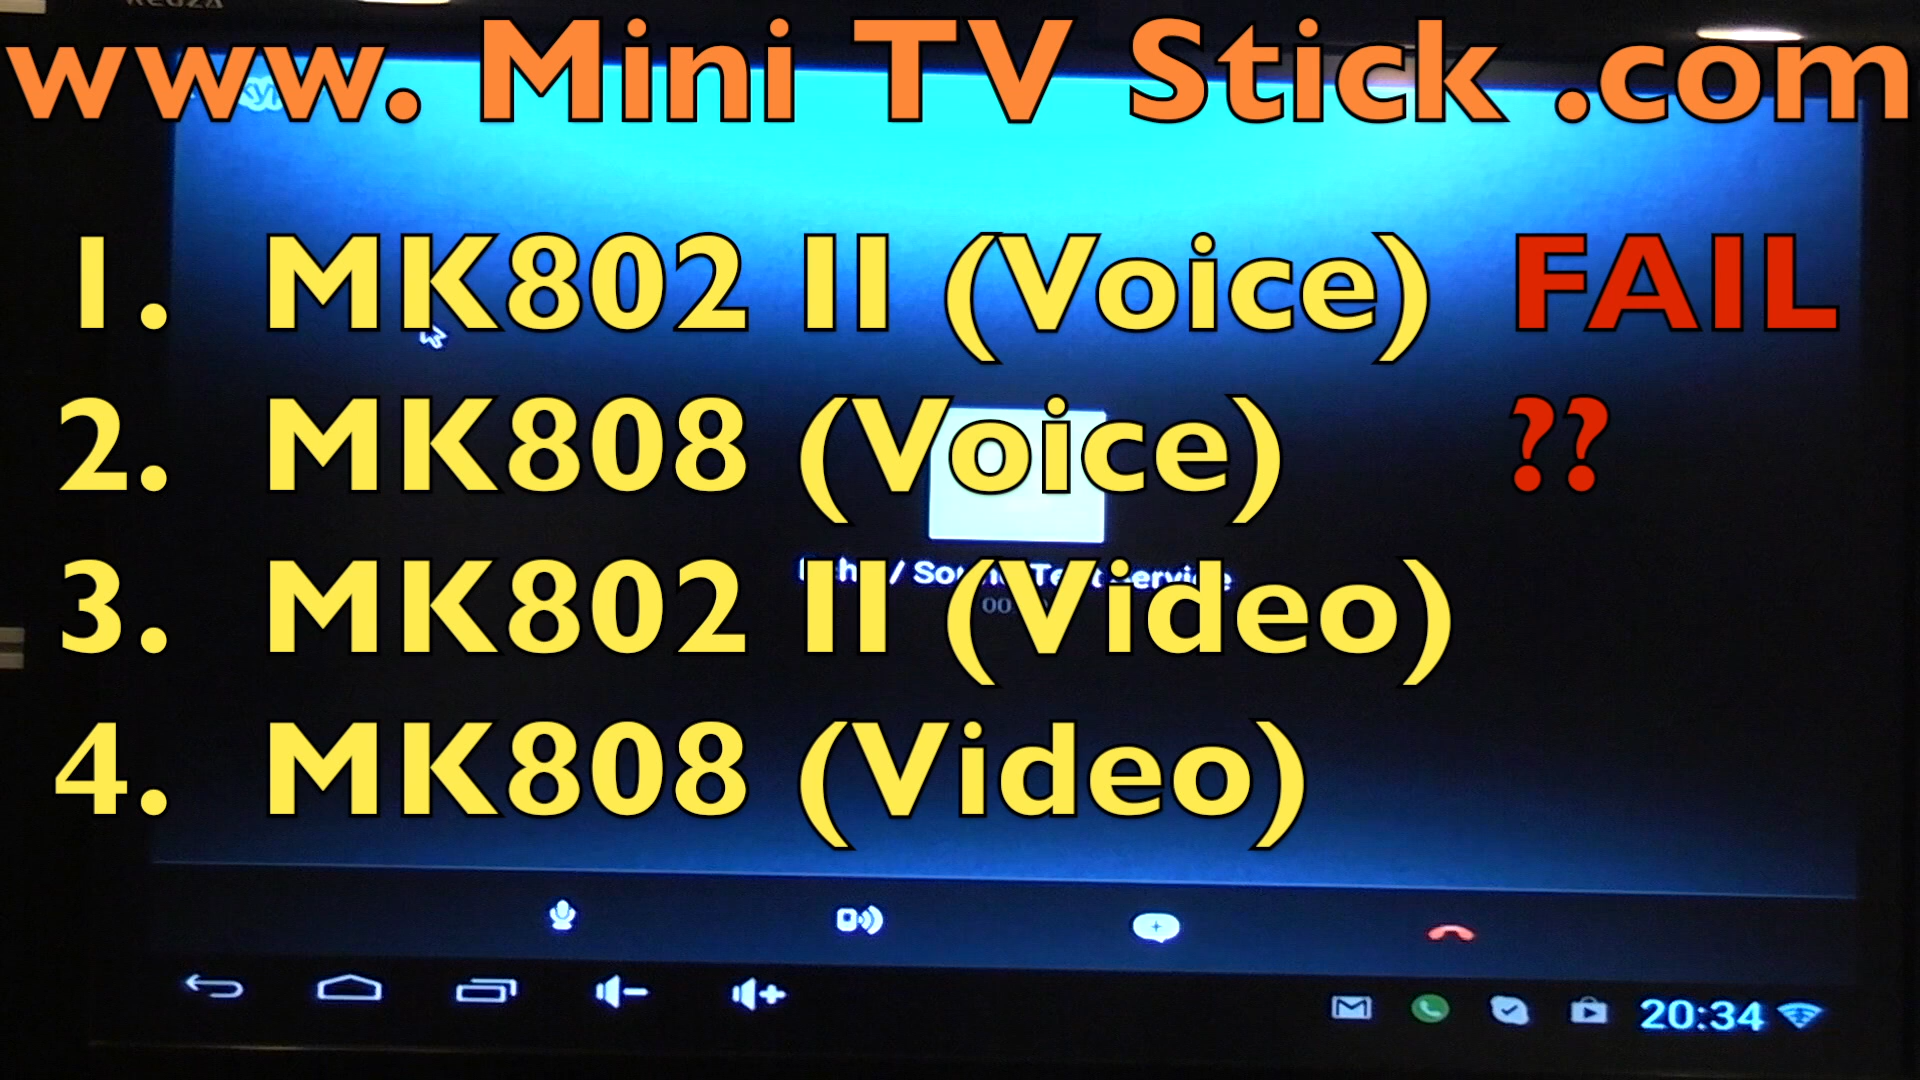 www. Mini TV Stick .com
1. MK802 II (Voice) FAIL
2. MK808 (Voice) ??
3. MK802 II (Video)
4. MK808 (Video)
20:34